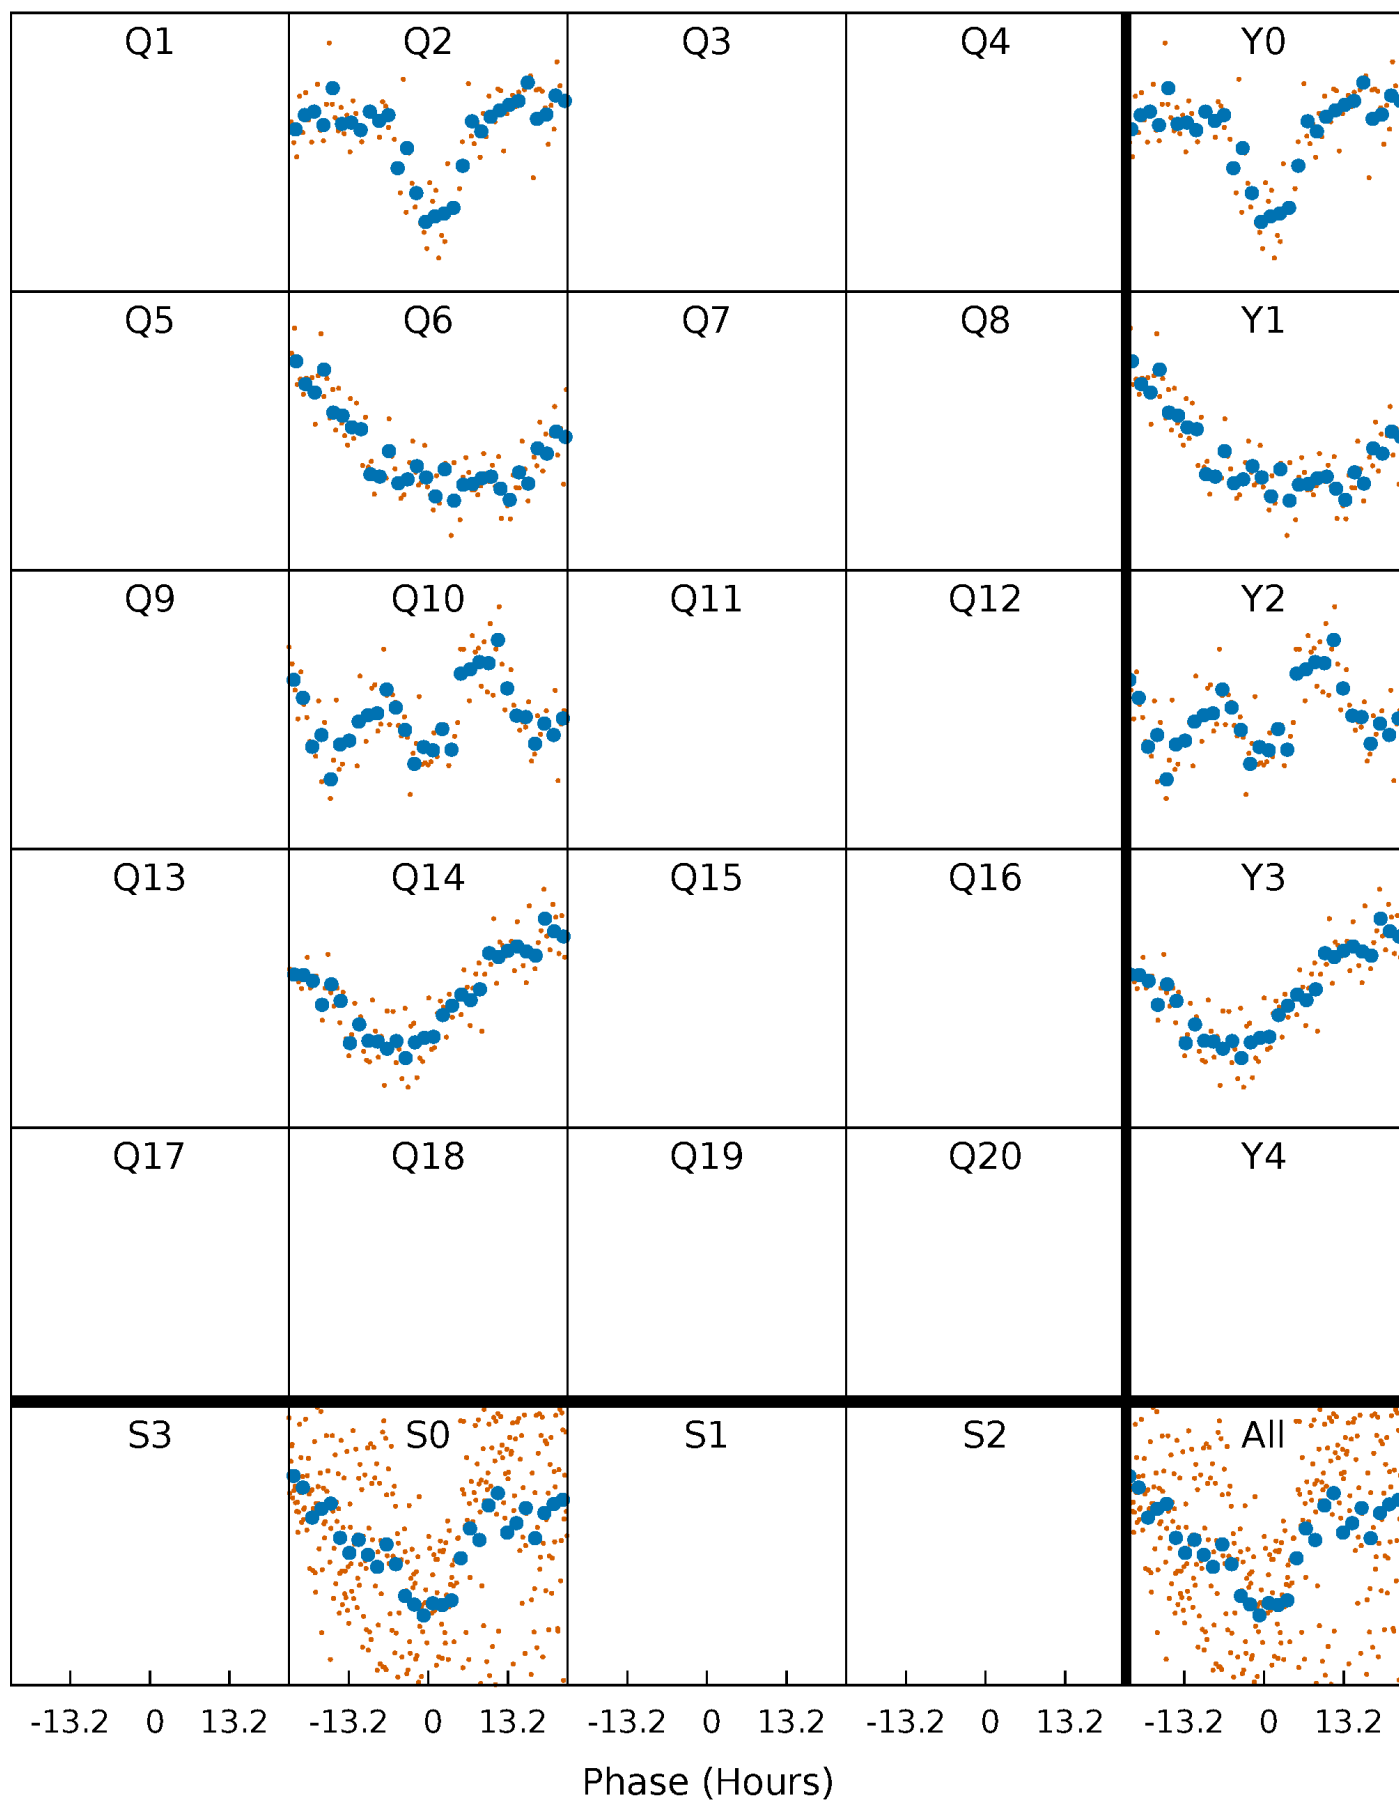 Q1 Q2 Q3 Q4 Y0
Q5 Q6 Q7 Q8 Y1
Q9 Q10 Q11 Q12 Y2
Q13 Q14 Q15 Q16 Y3
Q17 Q18 Q19 Q20 Y4
S3 S0 S1 S2 All
-13.2 0 13.2 -13.2 0 13.2 -13.2 0 13.2 -13.2 0 13.2 -13.2 0 13.2
Phase (Hours)